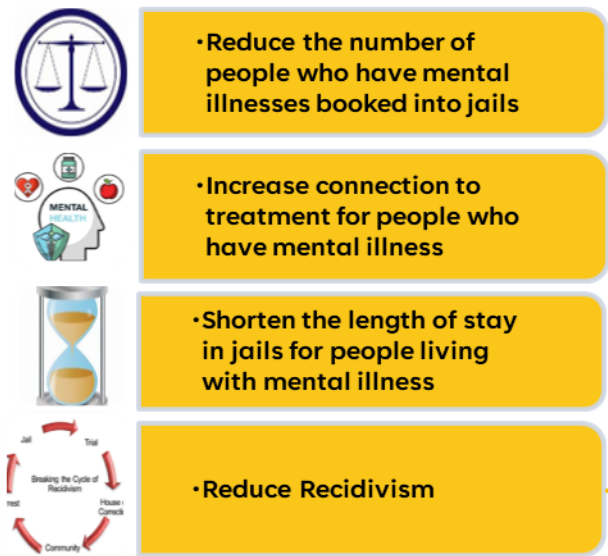 ·Reduce the number of
people who have mental
illnesses booked into jails
MENTAL
HEALTH
·Increase connection to
treatment for people who
have mental illness
·Shorten the length of stay
in jails for people living
with mental illness
Jail
Trial
Breaking the Cycle of
Recidivism
rrest
House
Community
·Reduce Recidivism